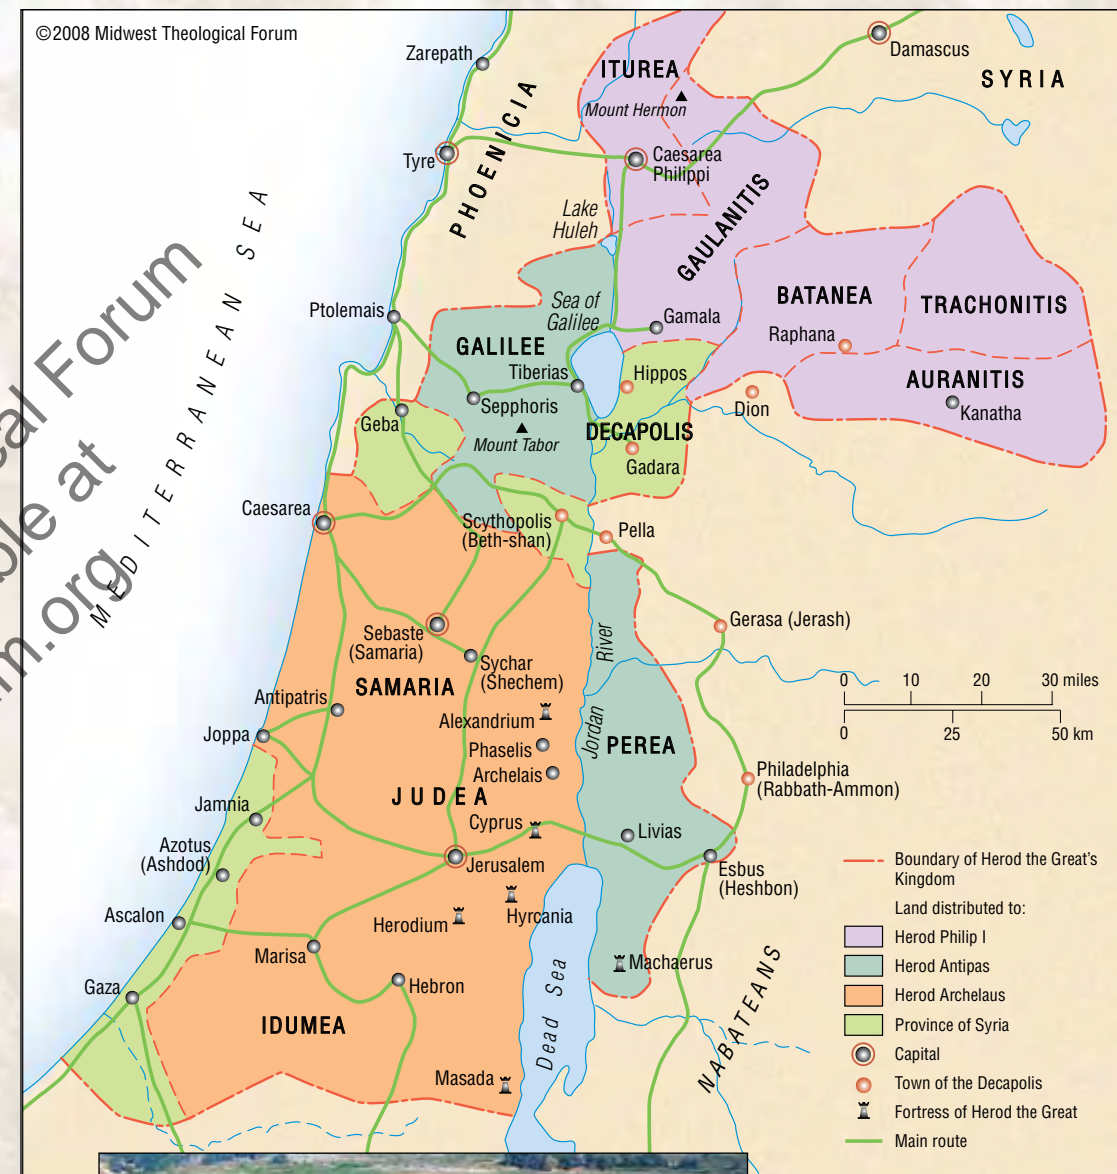 ©2008 Midwest Theological Forum
Zarepath
Damascus
SYRIA
ITUREA
Mount Hermon
PHOENICIA
Tyre
Caesarea
Philippi
Lake
Huleh
GAULANITIS
MEDITERRANEAN SEA
Ptolemais
Sea of
Galilee
Gamala
BATANEA
TRACHONITIS
Raphana
GALILEE
Tiberias
Hippos
AURANITIS
Kanatha
Dion
Sepphoris
Geba
Mount Tabor
DECAPOLIS
Gadara
Caesarea
Scythopolis
(Beth-shan)
Pella
Gerasa (Jerash)
Sebaste
(Samaria)
Sychar
(Shechem)
SAMARIA
Jordan River
Antipatris
Alexandrium
Joppa
Phaselis
PEREA
Archelais
Philadelphia
(Rabbath-Ammon)
JUDEA
Jamnia
Cyprus
Livias
Azotus
(Ashdod)
Jerusalem
Esbus
(Heshbon)
Ascalon
Herodium
Hyrcania
Marisa
Machaerus
Gaza
Hebron
Dead Sea
IDUMEA
NABATEANS
Masada
0 10 20 30 miles
0 25 50 km
Boundary of Herod the Great's
Kingdom
Land distributed to:
Herod Philip I
Herod Antipas
Herod Archelaus
Province of Syria
Capital
Town of the Decapolis
Fortress of Herod the Great
Main route
Forum
at